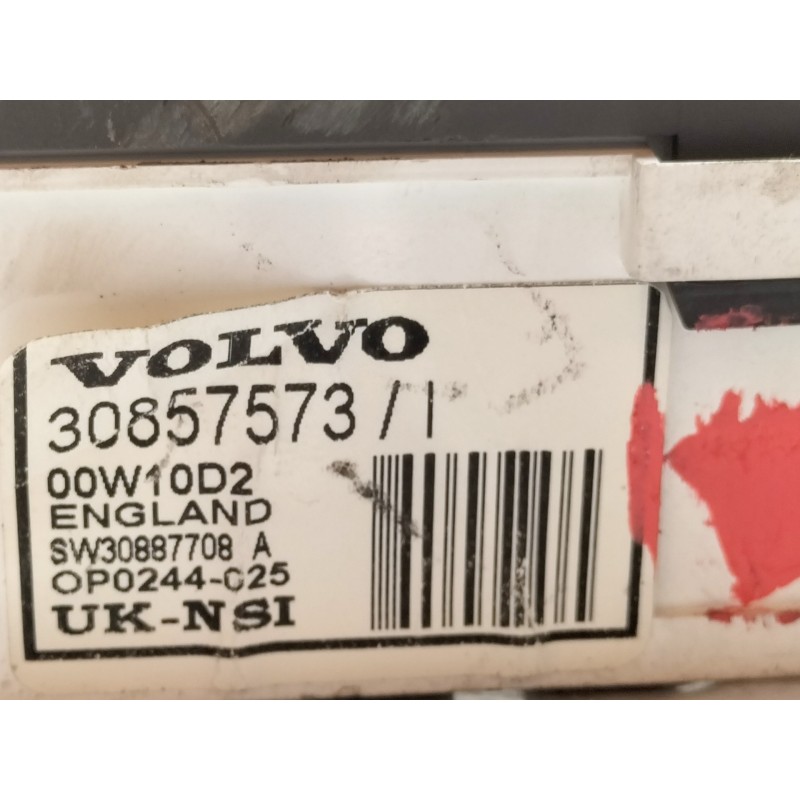 VOLVO
30857573 / I
00W10D2
ENGLAND
SW30887708 A
OP0244-025
UK-NSI